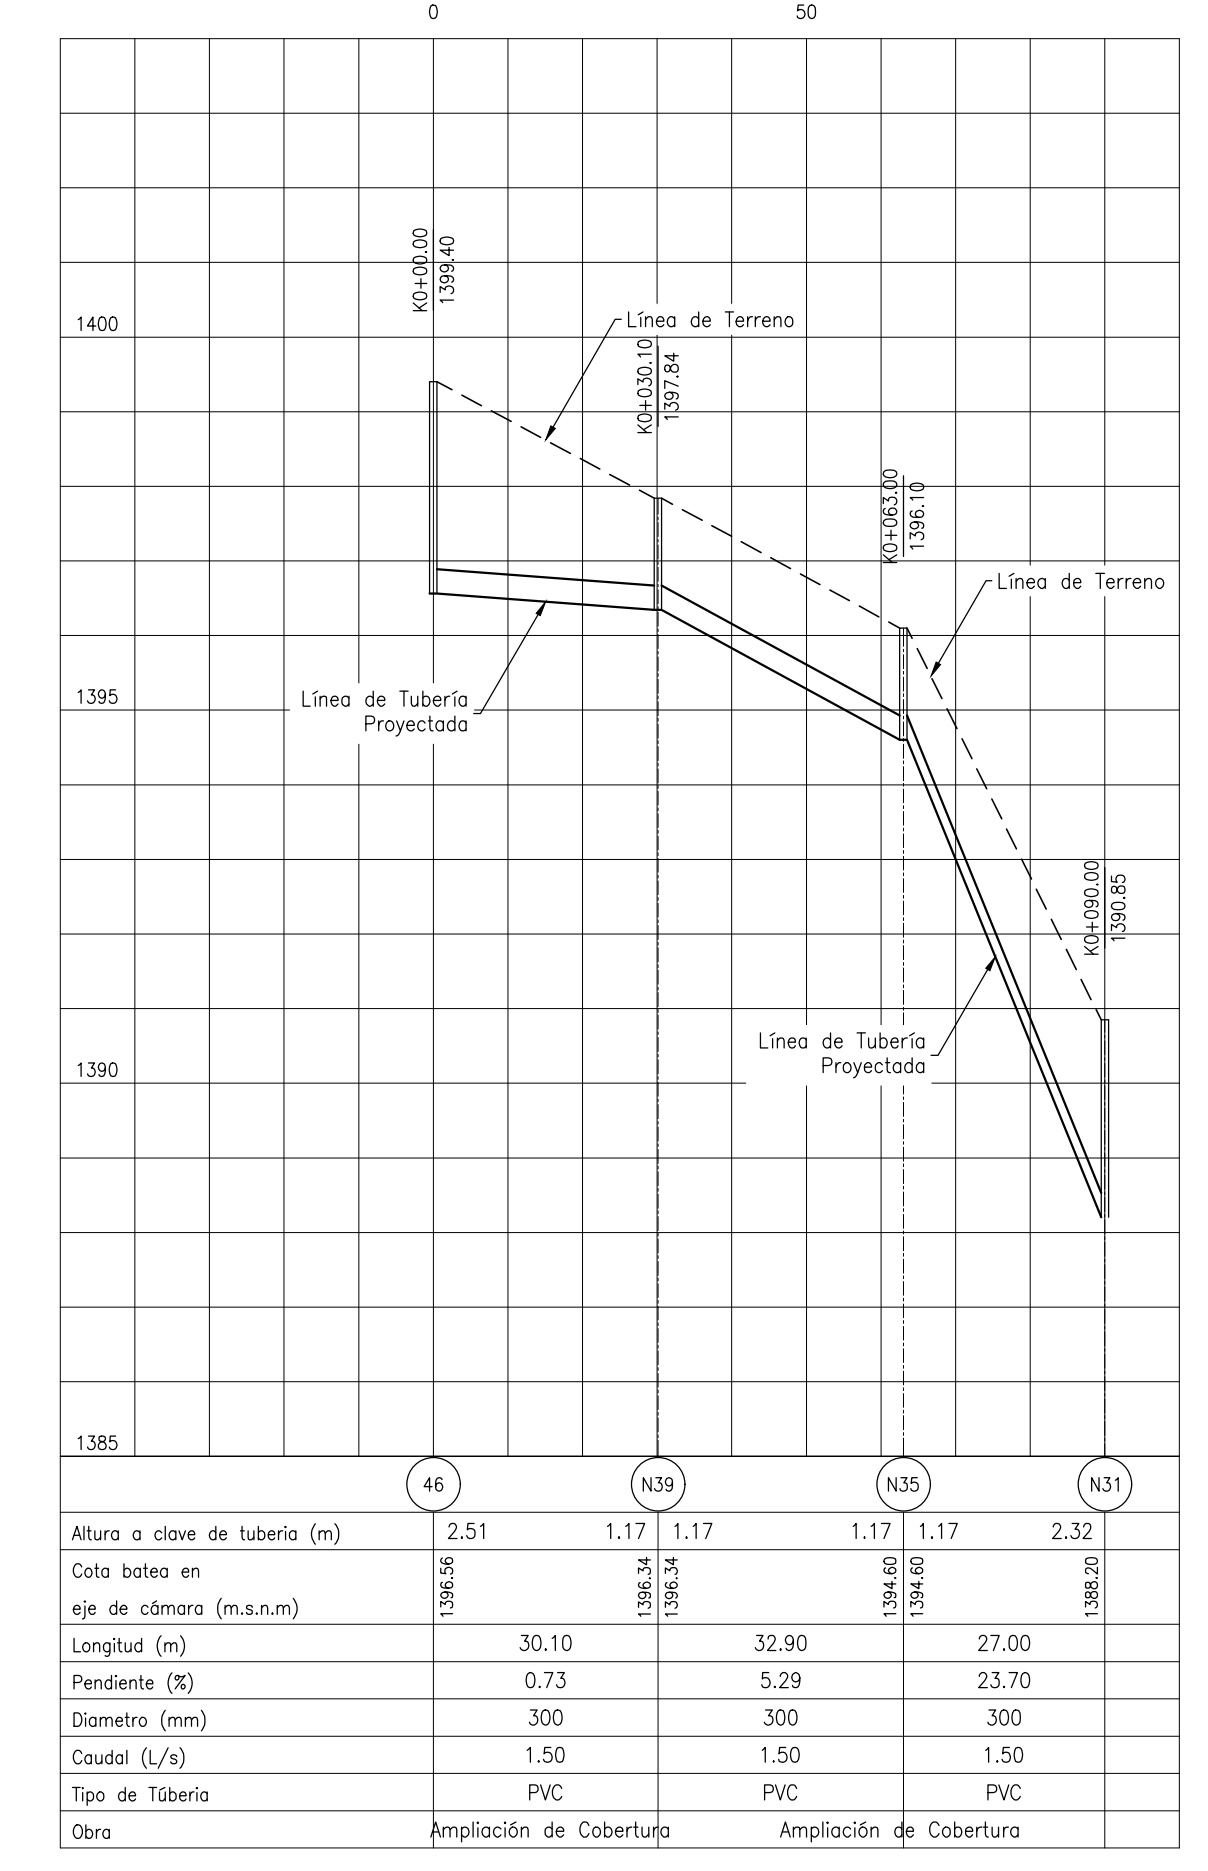 0 50
K0+00.00
1399.40
1400
Línea de Terreno
K0+030.10
1397.84
K0+063.00
1396.10
Línea de Terreno
1395
Línea de Tubería
Proyectada
K0+090.00
1390.85
Línea de Tubería
Proyectada
1390
1385
46 N39 N35 N31
Altura a clave de tuberia (m) 2.51 1.17 1.17 1.17 1.17 2.32
Cota batea en
eje de cámara (m.s.n.m) 1396.56 1396.34 1396.34 1394.60 1394.60 1388.20
Longitud (m) 30.10 32.90 27.00
Pendiente (%) 0.73 5.29 23.70
Diametro (mm) 300 300 300
Caudal (L/s) 1.50 1.50 1.50
Tipo de Túberia PVC PVC PVC
Obra Ampliación de Cobertura Ampliación de Cobertura